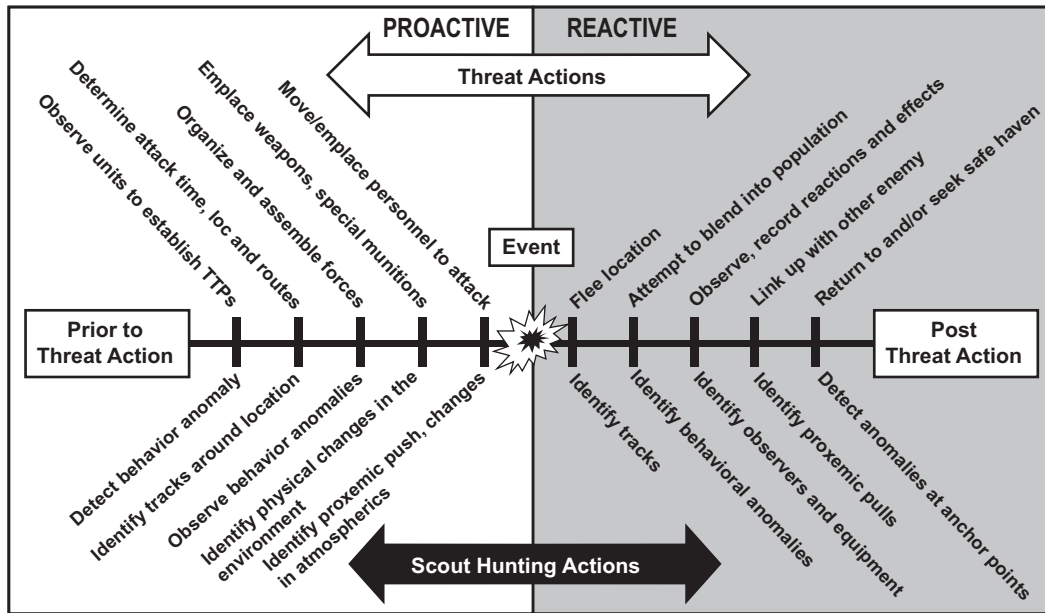 PROACTIVE
REACTIVE
Threat Actions
Observe units to establish TTPs
Determine attack time, loc and routes
Organize and assemble forces
Emplace weapons, special munitions
Move/emplace personnel to attack
Event
Flee location
Attempt to blend into population
Observe, record reactions and effects
Link up with other enemy
Return to and/or seek safe haven
Prior to
Threat Action
Post
Threat Action
Detect behavior anomaly
Identify tracks around location
Observe behavior anomalies
Identify physical changes in the
environment
Identify proxemic push, changes
in atmospherics
Identify tracks
Identify behavioral anomalies
Identify observers and equipment
Identify proxemic pulls
Detect anomalies at anchor points
Scout Hunting Actions